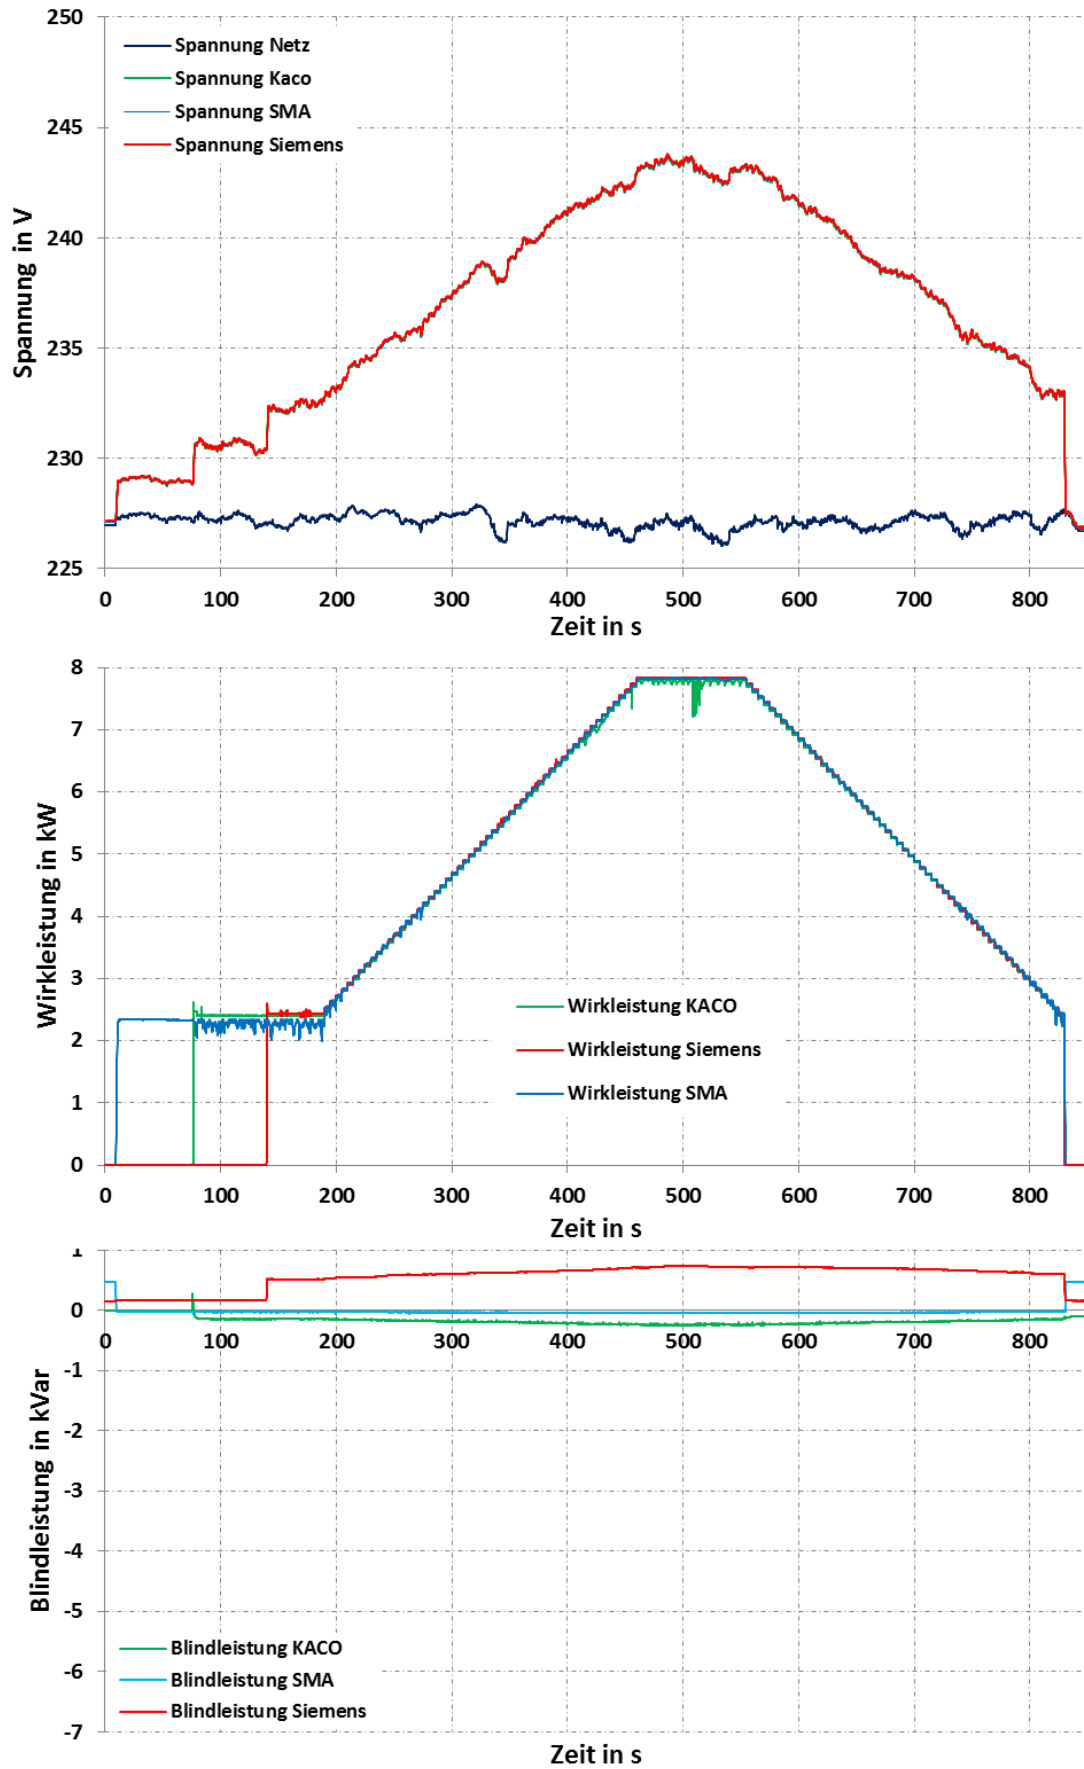 250
245
240
235
230
225
Spannung in V
Spannung Netz
Spannung Kaco
Spannung SMA
Spannung Siemens
0 100 200 300 400 500 600 700 800
Zeit in s
8
7
6
5
4
3
2
1
0
Wirkleistung in kW
Wirkleistung KACO
Wirkleistung Siemens
Wirkleistung SMA
0 100 200 300 400 500 600 700 800
Zeit in s
1
0
-1
-2
-3
-4
-5
-6
-7
Blindleistung in kVar
0 100 200 300 400 500 600 700 800
Blindleistung KACO
Blindleistung SMA
Blindleistung Siemens
Zeit in s